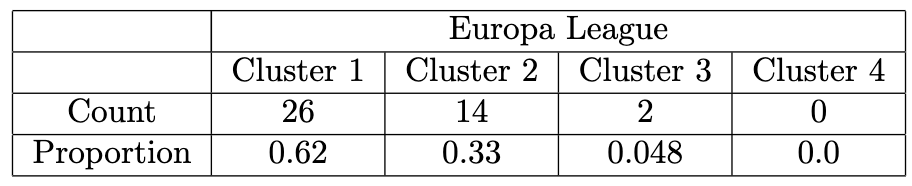 Europa League
Cluster 1 Cluster 2 Cluster 3 Cluster 4
Count 26 14 2 0
Proportion 0.62 0.33 0.048 0.0